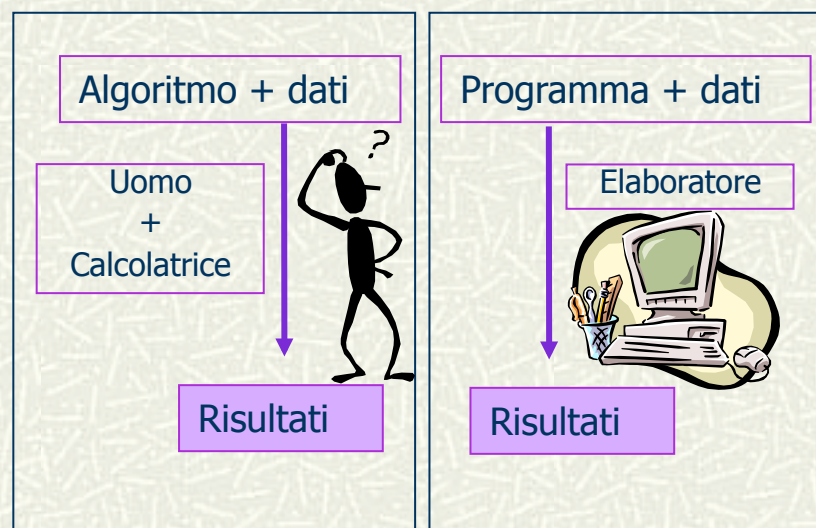 Algoritmo + dati
Uomo
+
Calcolatrice
?
Risultati
Programma + dati
Elaboratore
Risultati